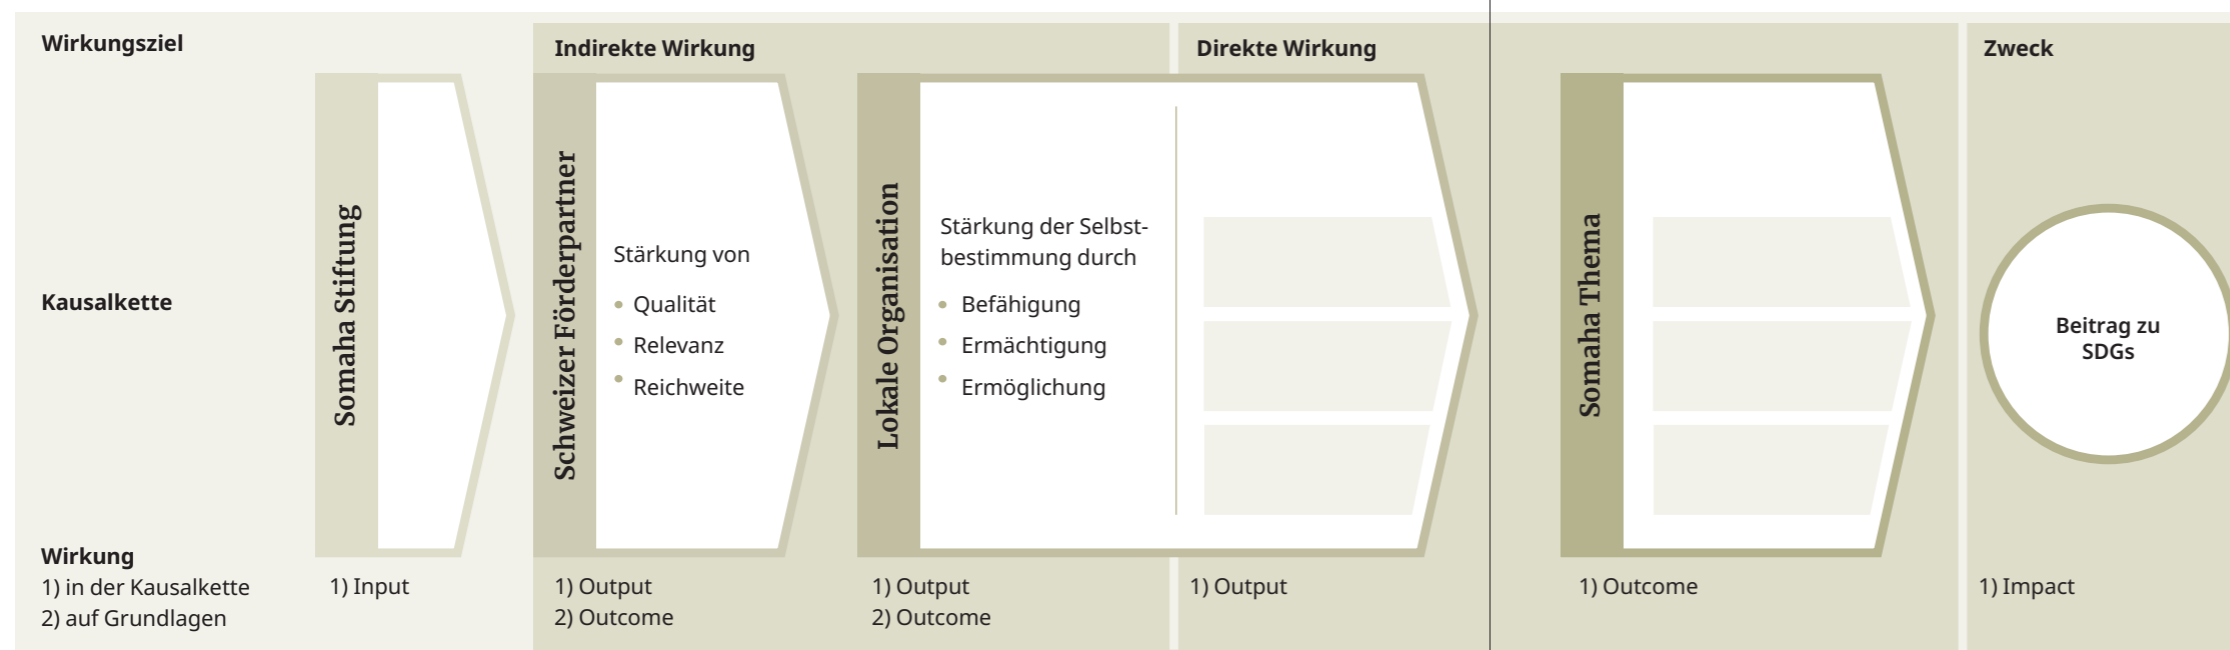 Wirkungsziel
Indirekte Wirkung
Direkte Wirkung
Zweck
Kausalkette
Somaha Stiftung
Schweizer Förderpartner
Stärkung von
• Qualität
• Relevanz
• Reichweite
Lokale Organisation
Stärkung der Selbst-
bestimmung durch
• Befähigung
• Ermächtigung
• Ermöglichung
Somaha Thema
Beitrag zu
SDGs
Wirkung
1) in der Kausalkette
2) auf Grundlagen
1) Input
1) Output
2) Outcome
1) Output
2) Outcome
1) Output
1) Outcome
1) Impact